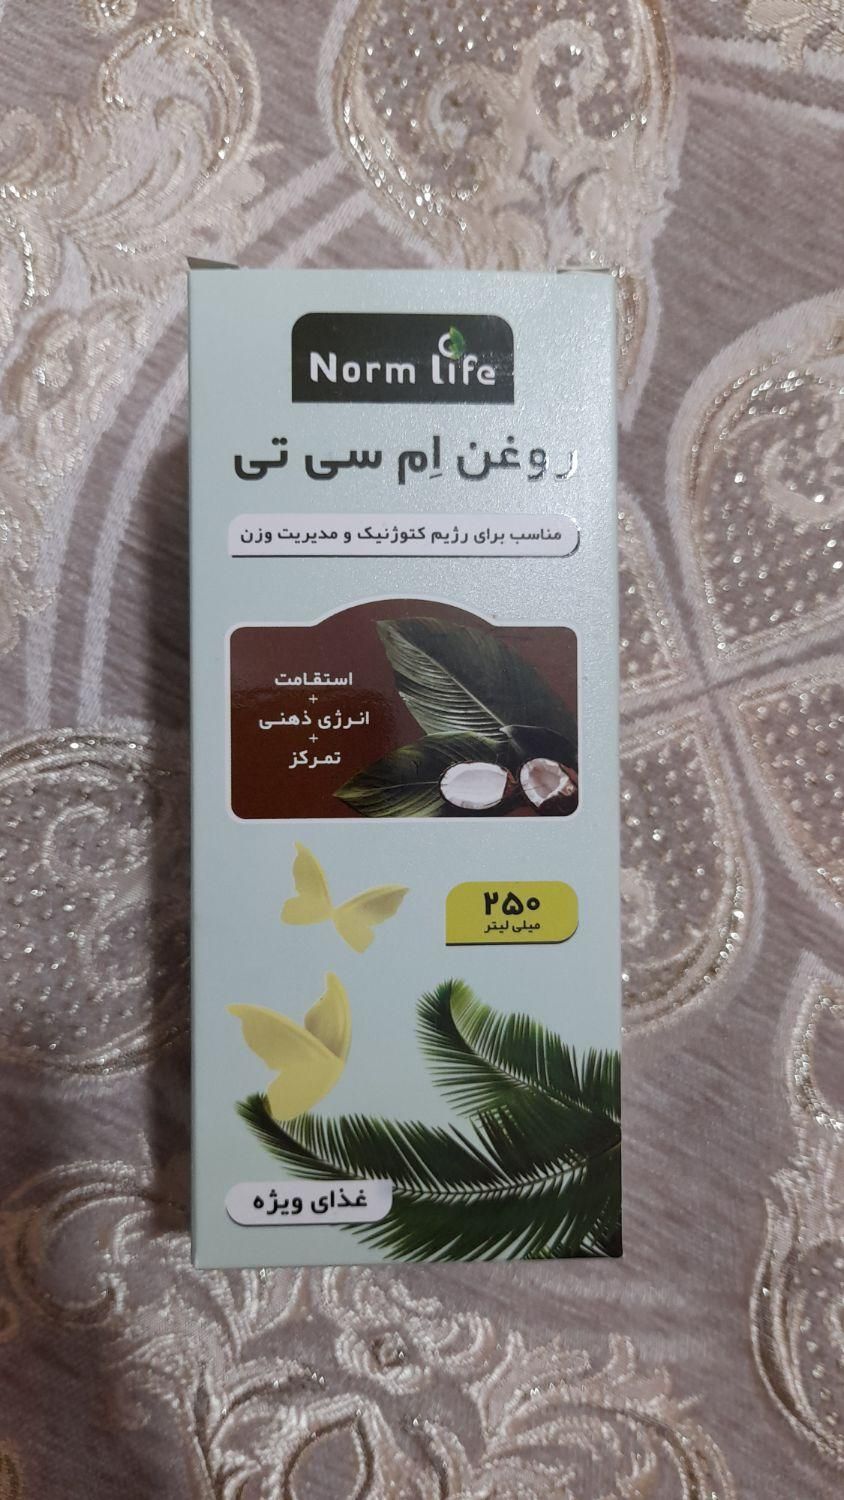 Norm Life
روغن اِم سی تی
مناسب برای رژیم کتوژنیک و مدیریت وزن
استقامت
+
انرژی ذهنی
+
تمرکز
۲۵۰
میلی لیتر
غذای ویژه